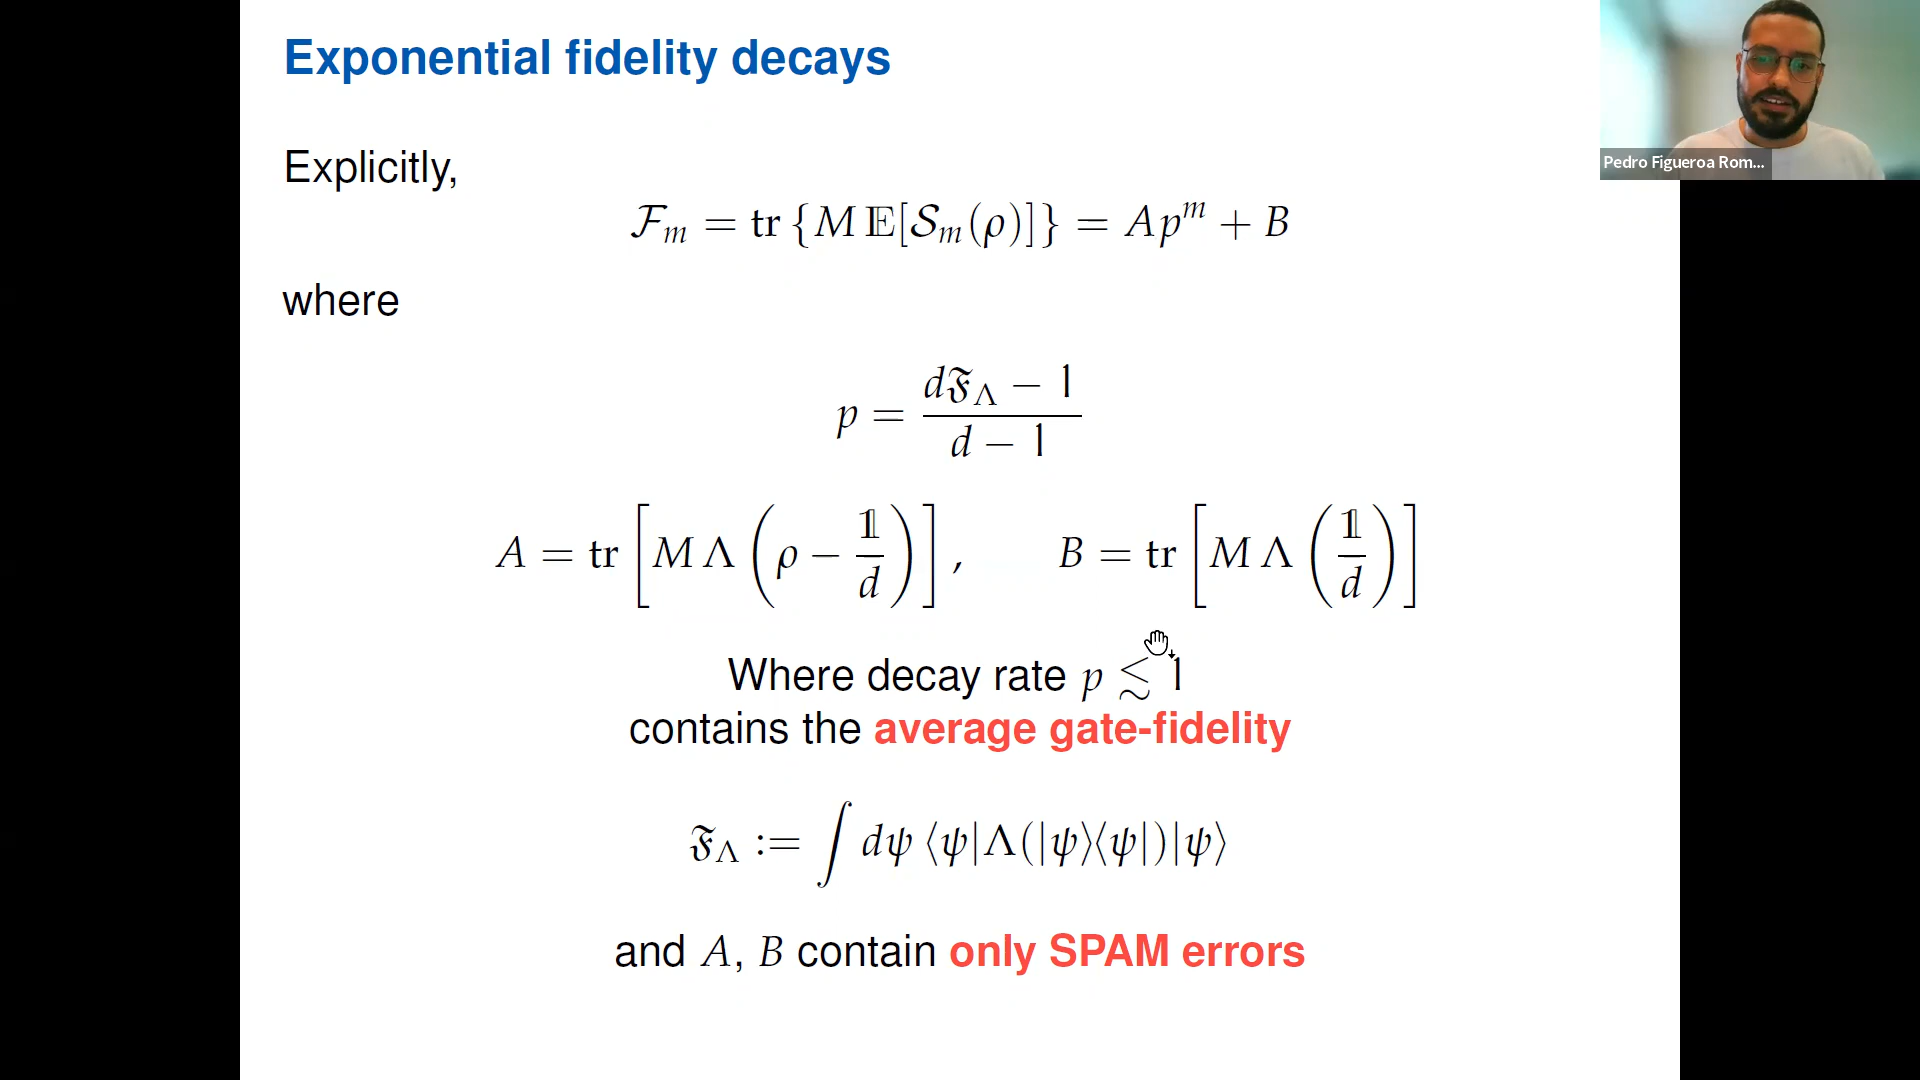 Exponential fidelity decays
Pedro Figueroa Rom...
Explicitly,
ℱ_m = tr {M 𝔼[𝒮_m(ρ)]} = Ap^m + B
where
p = (d𝔉_Λ − 1) / (d − 1)
A = tr [M Λ (ρ − 𝟙/d)], B = tr [M Λ (𝟙/d)]
Where decay rate p ≲ 1
contains the average gate-fidelity
𝔉_Λ := ∫ dψ ⟨ψ|Λ(|ψ⟩⟨ψ|)|ψ⟩
and A, B contain only SPAM errors